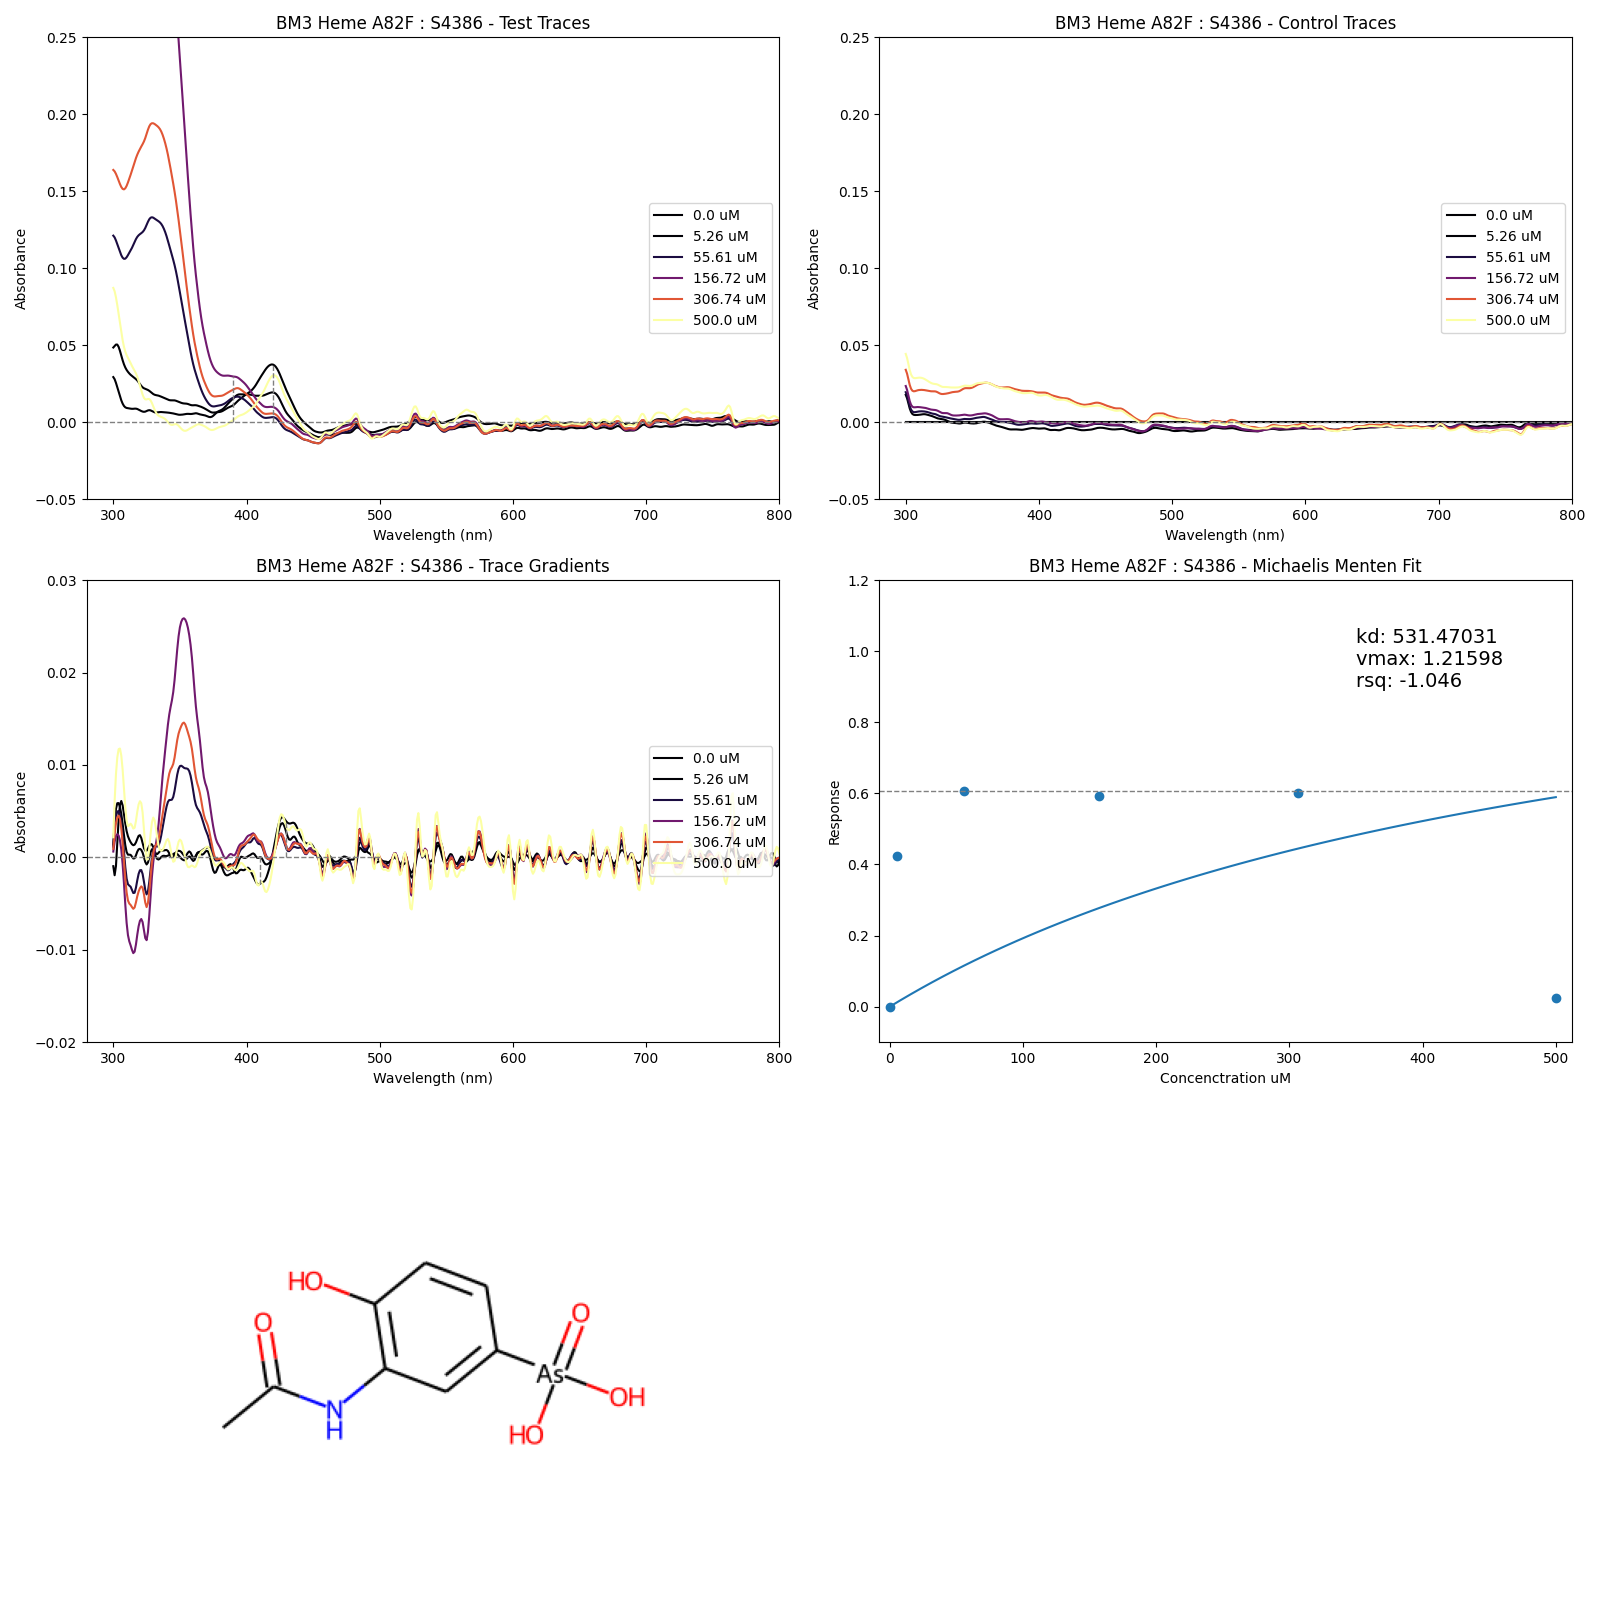 BM3 Heme A82F : S4386 - Test Traces
0.25
0.20
0.15
0.10
0.05
0.00
−0.05
Absorbance
300
400
500
600
700
800
Wavelength (nm)
0.0 uM
5.26 uM
55.61 uM
156.72 uM
306.74 uM
500.0 uM
BM3 Heme A82F : S4386 - Control Traces
0.25
0.20
0.15
0.10
0.05
0.00
−0.05
Absorbance
300
400
500
600
700
800
Wavelength (nm)
0.0 uM
5.26 uM
55.61 uM
156.72 uM
306.74 uM
500.0 uM
BM3 Heme A82F : S4386 - Trace Gradients
0.03
0.02
0.01
0.00
−0.01
−0.02
Absorbance
300
400
500
600
700
800
Wavelength (nm)
0.0 uM
5.26 uM
55.61 uM
156.72 uM
306.74 uM
500.0 uM
BM3 Heme A82F : S4386 - Michaelis Menten Fit
1.2
1.0
0.8
0.6
0.4
0.2
0.0
Response
kd: 531.47031
vmax: 1.21598
rsq: -1.046
0
100
200
300
400
500
Concenctration uM
HO
O
N
H
As
O
OH
HO